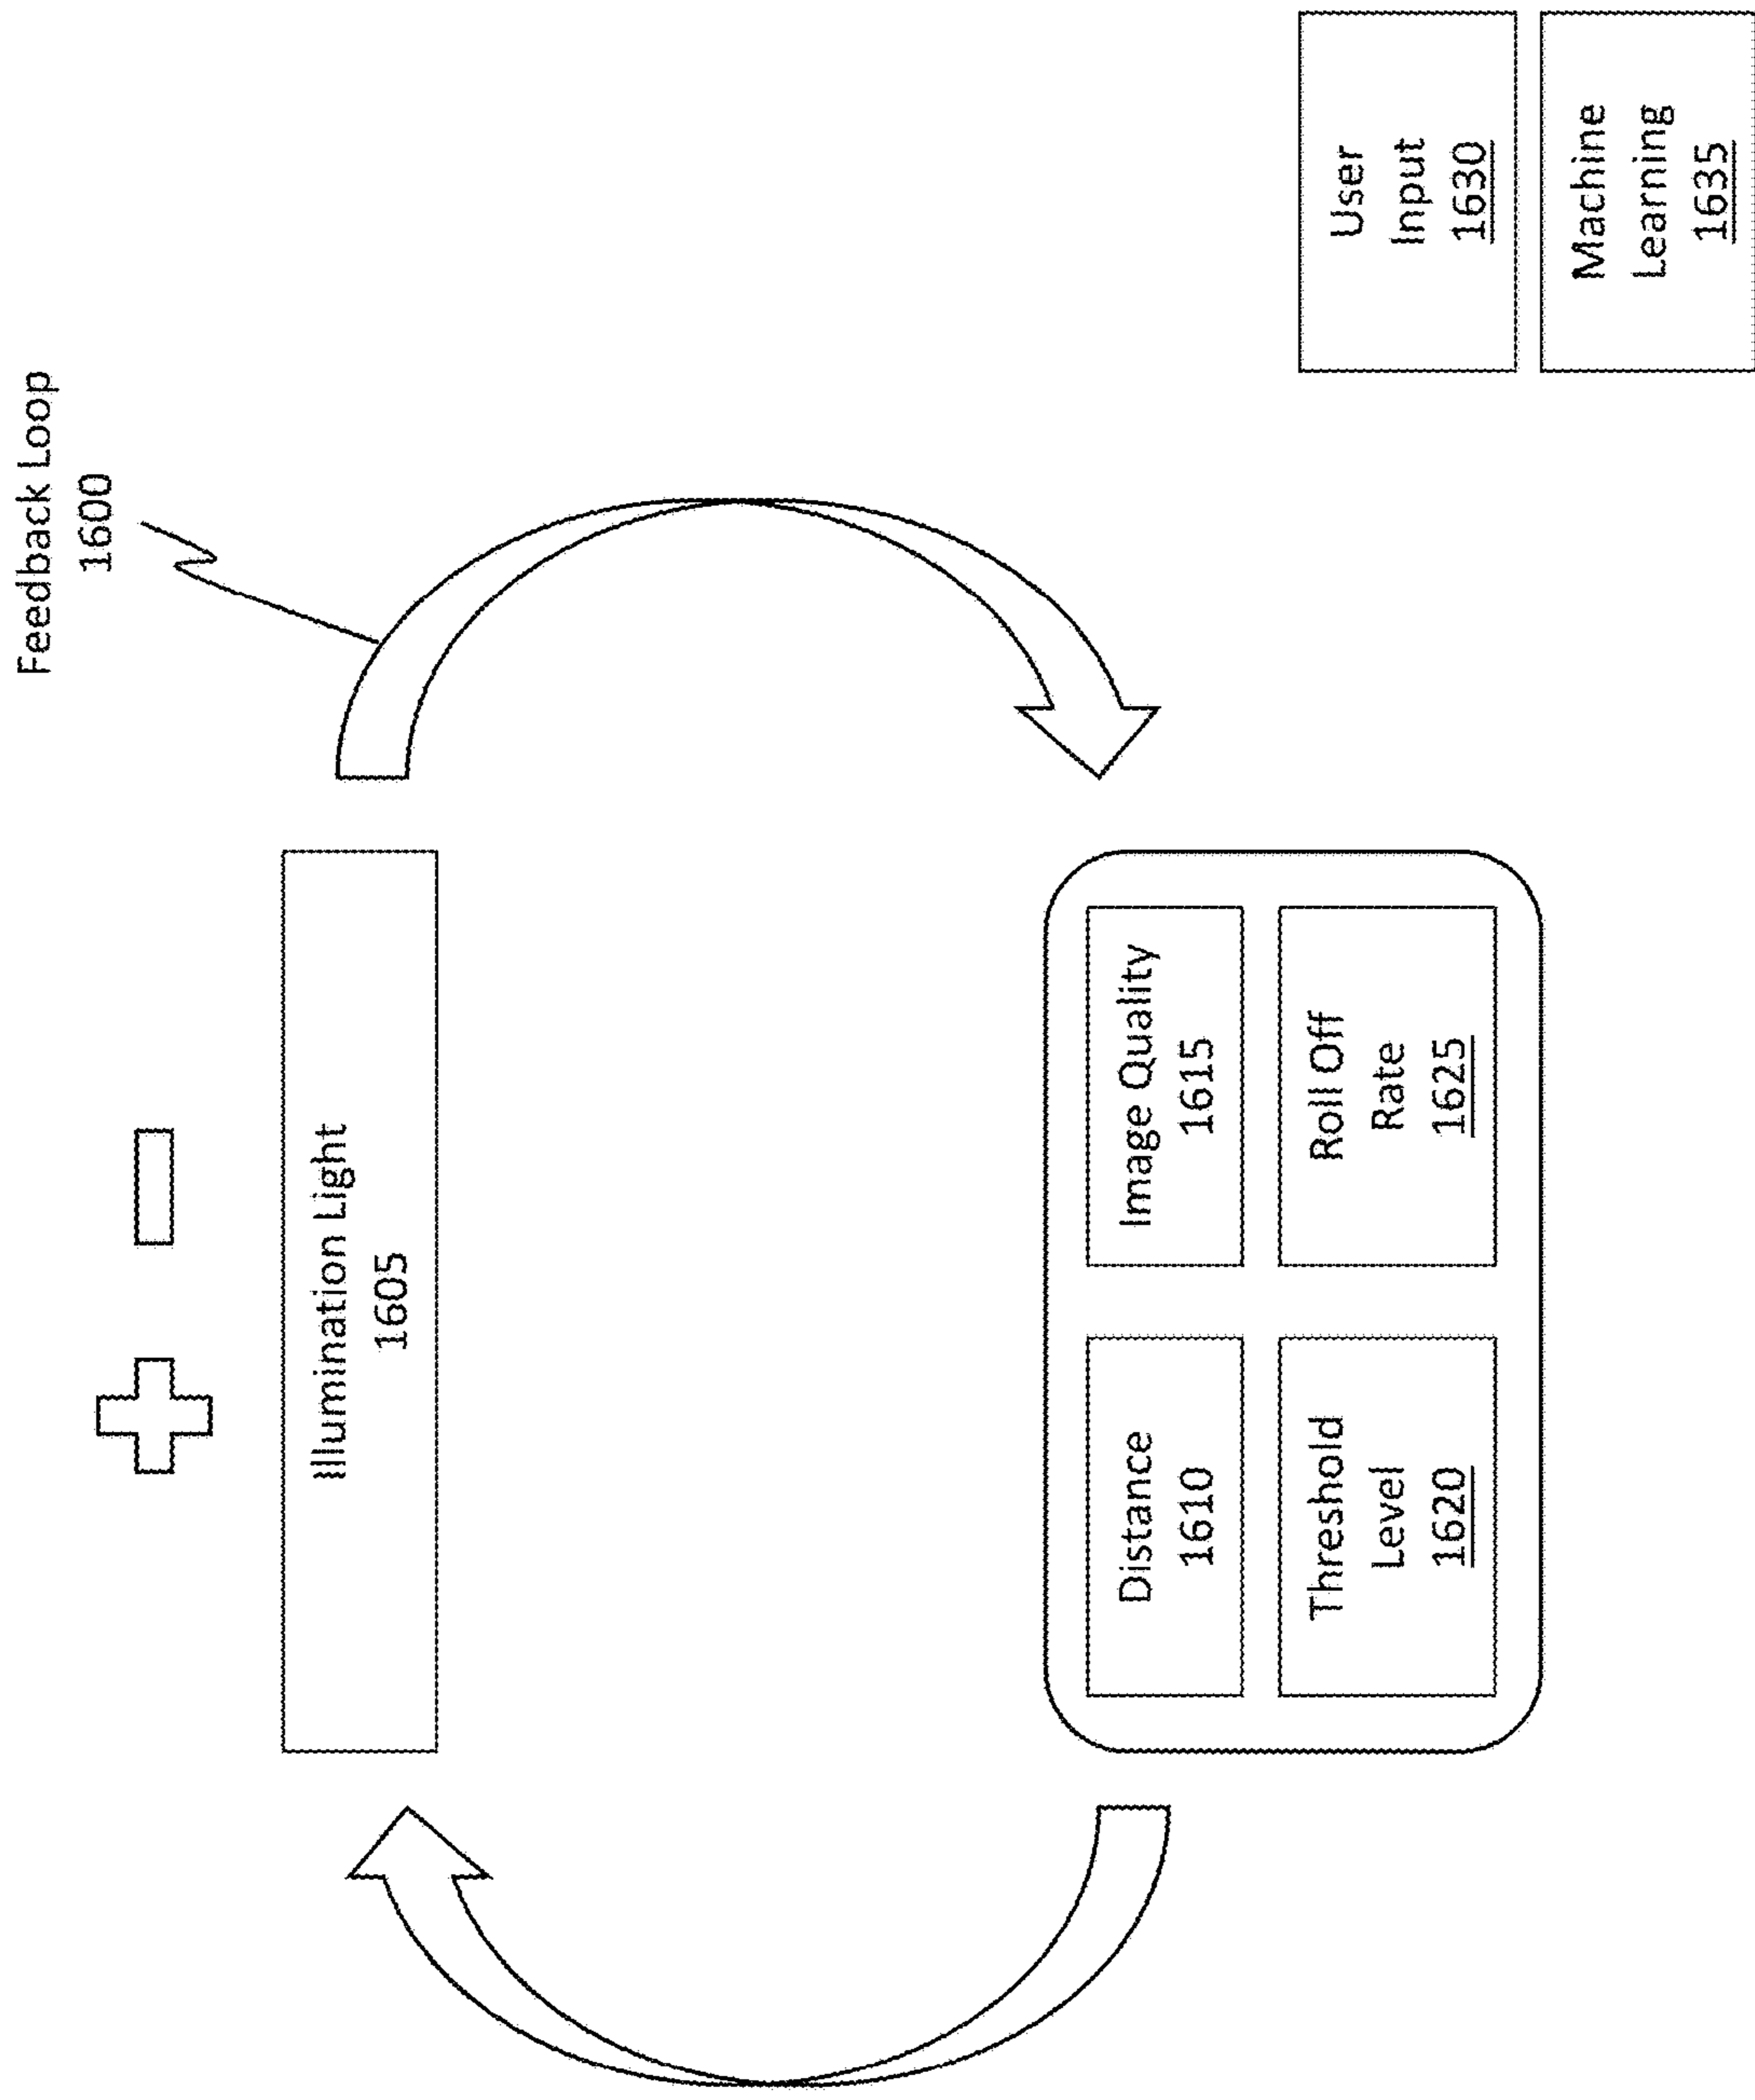 Feedback Loop
1600
Illumination Light
1605
Distance
1610
Image Quality
1615
Threshold
Level
1620
Roll Off
Rate
1625
User
Input
1630
Machine
Learning
1635